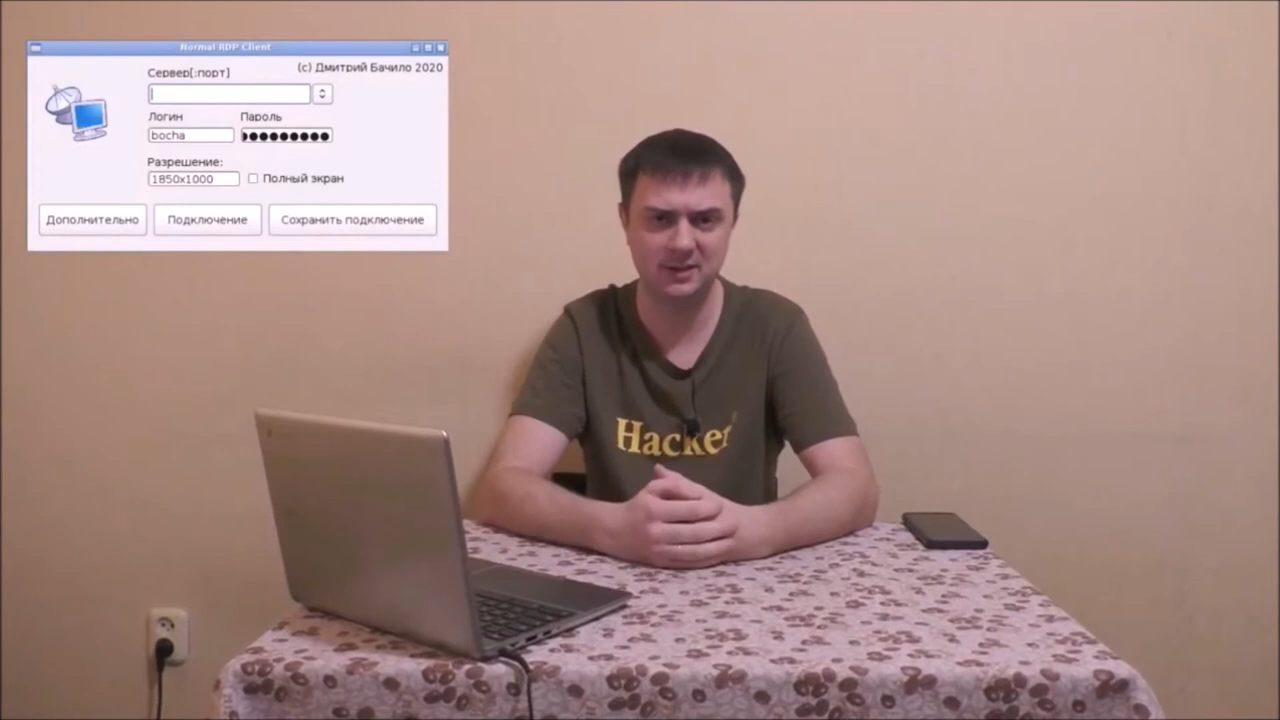 Normal RDP Client
(c) Дмитрий Бачило 2020
Сервер[:порт]
Логин Пароль
bocha
Разрешение:
1850x1000 Полный экран
Дополнительно Подключение Сохранить подключение
Hacker